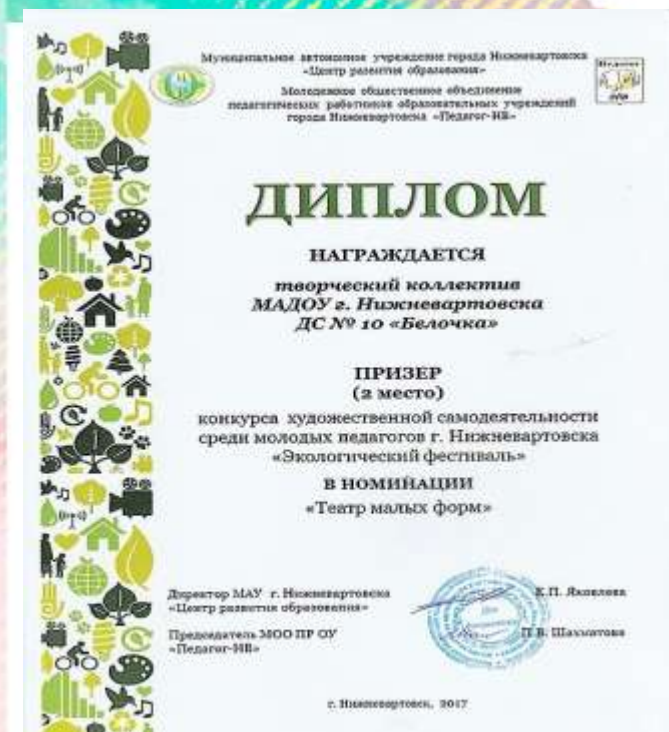 Муниципальное автономное учреждение города Нижневартовска
«Центр развития образования»
Молодежное общественное объединение
педагогических работников образовательных учреждений
города Нижневартовска «Педагог-НВ»
ДИПЛОМ
НАГРАЖДАЕТСЯ
творческий коллектив
МАДОУ г. Нижневартовска
ДС № 10 «Белочка»
ПРИЗЕР
(2 место)
конкурса художественной самодеятельности
среди молодых педагогов г. Нижневартовска
«Экологический фестиваль»
В НОМИНАЦИИ
«Театр малых форм»
Директор МАУ г. Нижневартовска
«Центр развития образования»
К.П. Яковлева
Председатель МОО ПР ОУ
«Педагог-НВ»
П.В. Шахматова
г. Нижневартовск, 2017